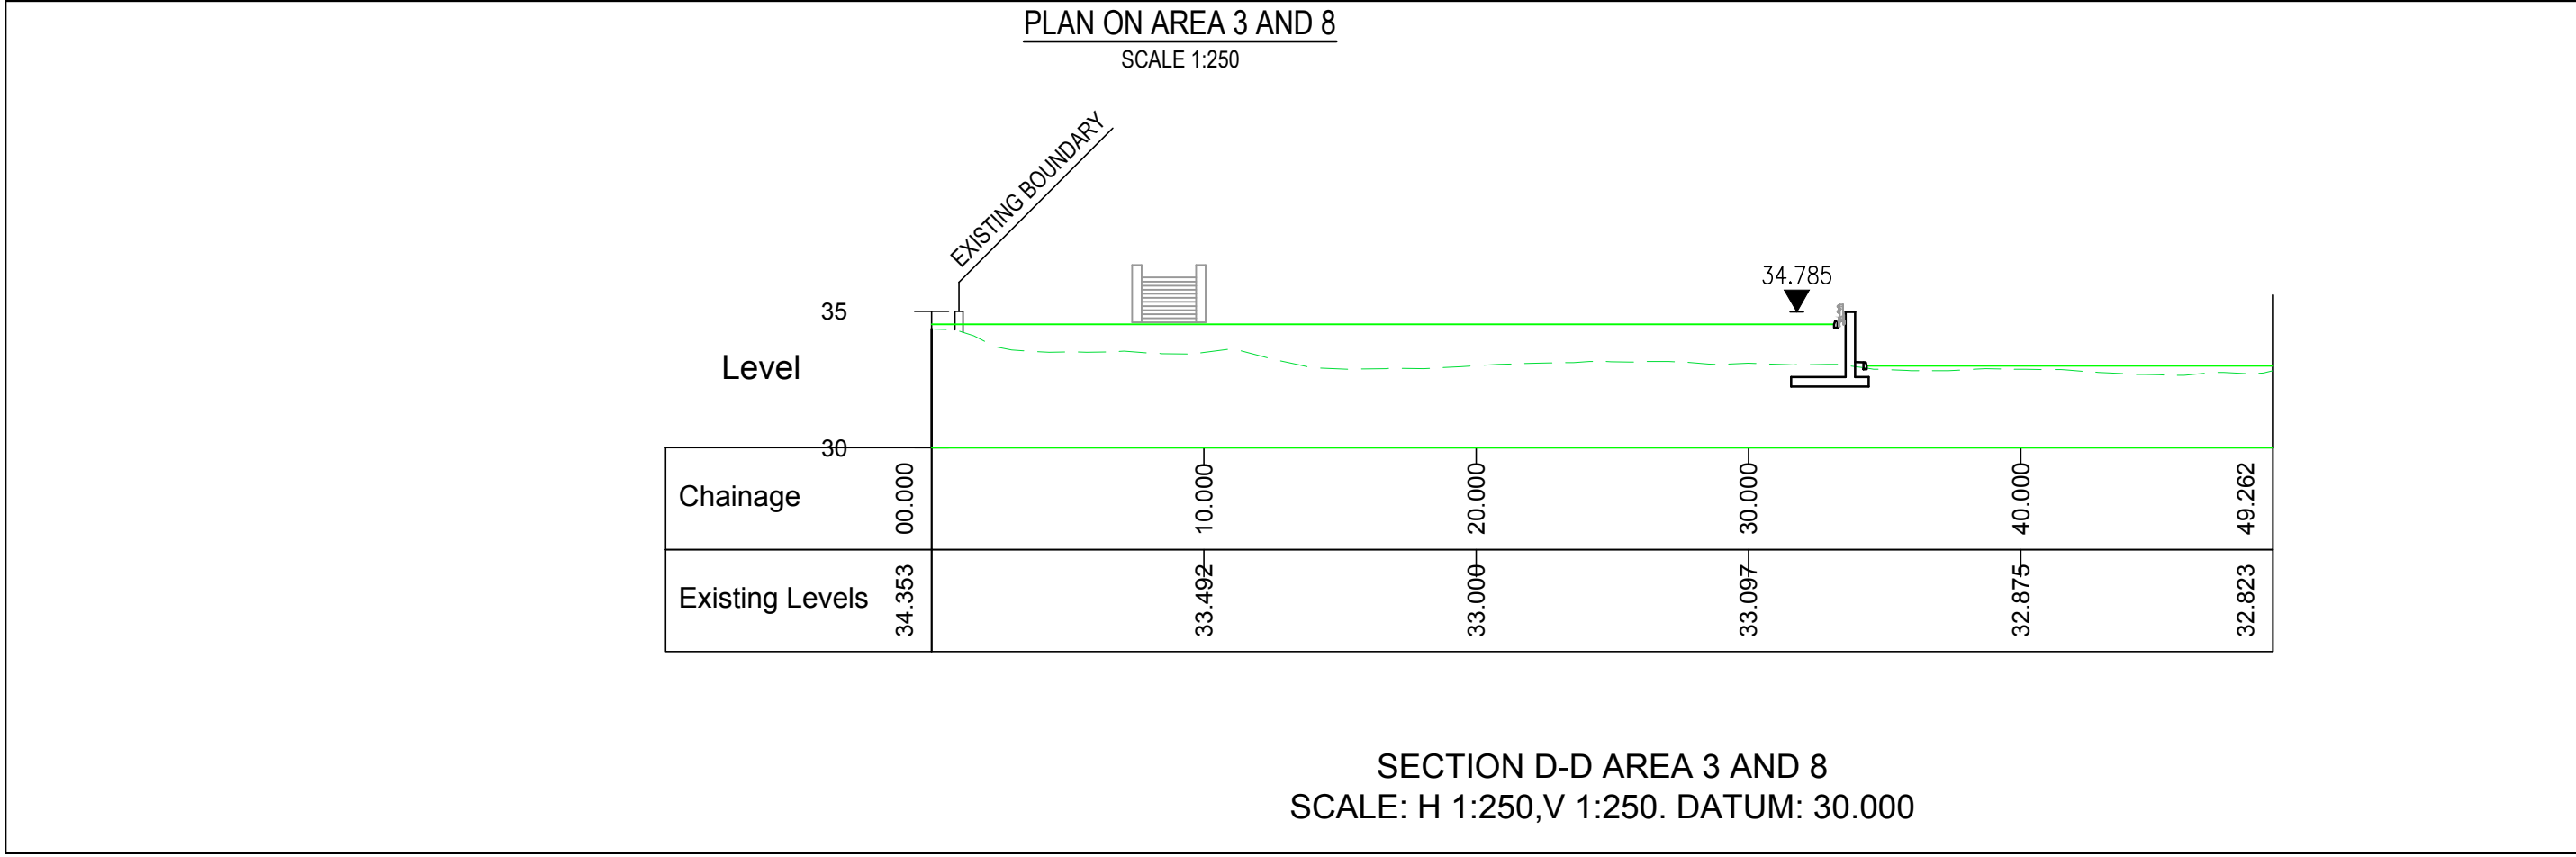 PLAN ON AREA 3 AND 8
SCALE 1:250
EXISTING BOUNDARY
34.785
35
Level
30
Chainage 00.000 10.000 20.000 30.000 40.000 49.262
Existing Levels 34.353 33.492 33.000 33.097 32.875 32.823
SECTION D-D AREA 3 AND 8
SCALE: H 1:250,V 1:250. DATUM: 30.000